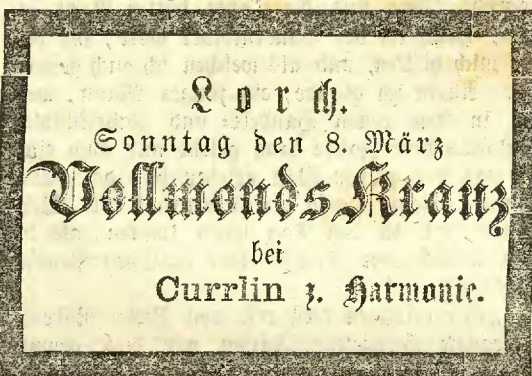 Lorch.
Sonntag den 8. März
Vollmonds Kranz
bei
Currlin z. Harmonie.